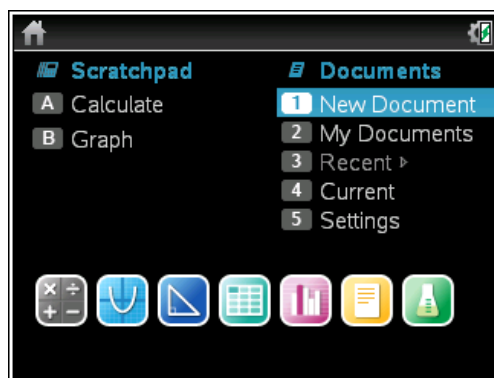 Scratchpad
A Calculate
B Graph
Documents
1 New Document
2 My Documents
3 Recent ▹
4 Current
5 Settings
× ÷
+ −